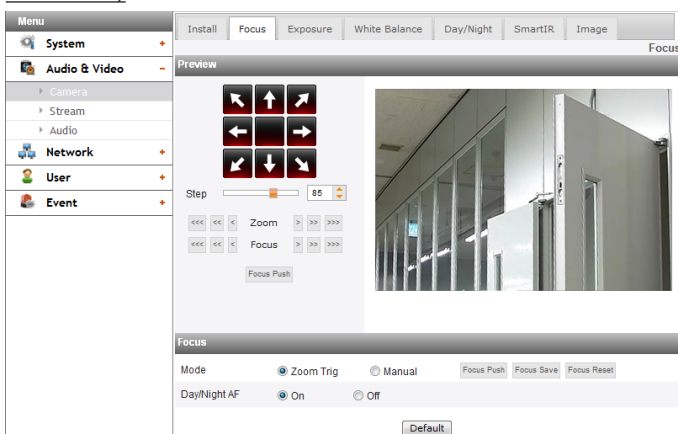 Menu
System +
Audio & Video -
Camera
Stream
Audio
Network +
User +
Event +
Install Focus Exposure White Balance Day/Night SmartIR Image
Focus
Preview
Step 85
<<< << < Zoom > >> >>>
<<< << < Focus > >> >>>
Focus Push
Focus
Mode Zoom Trig Manual Focus Push Focus Save Focus Reset
Day/Night AF On Off
Default